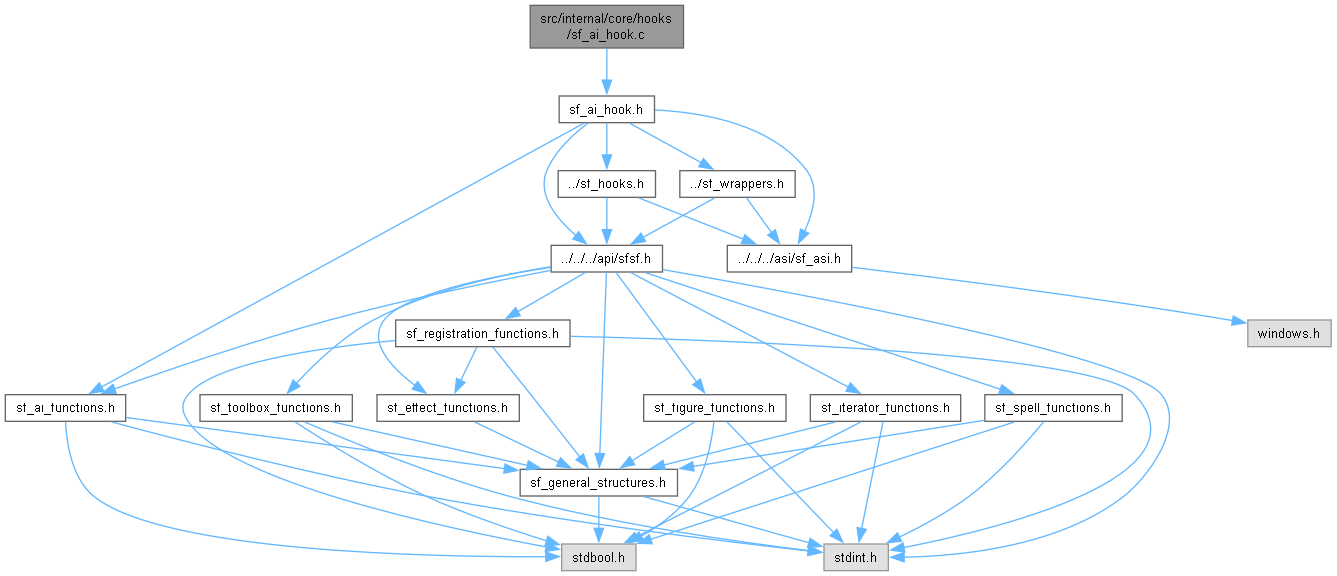 src/internal/core/hooks
/sf_ai_hook.c
sf_ai_hook.h
../sf_hooks.h
../sf_wrappers.h
../../../api/sfsf.h
../../../asi/sf_asi.h
sf_registration_functions.h
windows.h
sf_ai_functions.h
sf_toolbox_functions.h
sf_effect_functions.h
sf_figure_functions.h
sf_iterator_functions.h
sf_spell_functions.h
sf_general_structures.h
stdbool.h
stdint.h